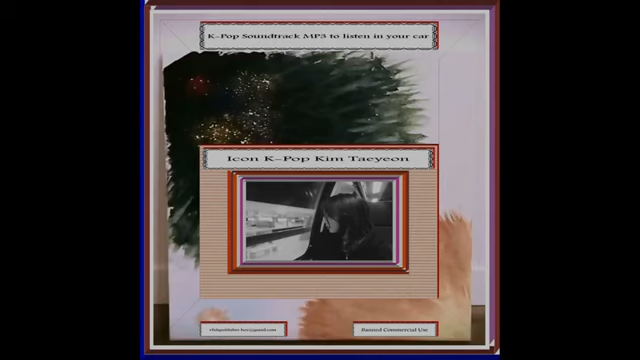 K-Pop Soundtrack MP3 to listen in your car
Icon K-Pop Kim Taeyeon
Banned Commercial Use